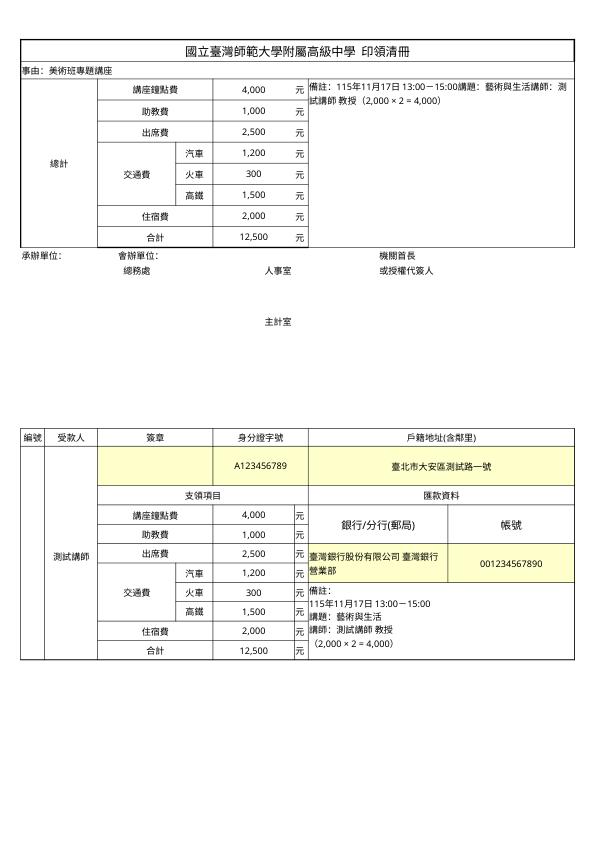 國立臺灣師範大學附屬高級中學 印領清冊
事由：美術班專題講座
總計
講座鐘點費 4,000 元
助教費 1,000 元
出席費 2,500 元
交通費
汽車 1,200 元
火車 300 元
高鐵 1,500 元
住宿費 2,000 元
合計 12,500 元
備註：115年11月17日 13:00－15:00講題：藝術與生活講師：測
試講師 教授（2,000 × 2 = 4,000）
承辦單位： 會辦單位： 機關首長
總務處 人事室 或授權代簽人
主計室
編號 受款人 簽章 身分證字號 戶籍地址(含鄰里)
測試講師
A123456789 臺北市大安區測試路一號
支領項目 匯款資料
講座鐘點費 4,000 元
助教費 1,000 元
出席費 2,500 元
交通費
汽車 1,200 元
火車 300 元
高鐵 1,500 元
住宿費 2,000 元
合計 12,500 元
銀行/分行(郵局) 帳號
臺灣銀行股份有限公司 臺灣銀行
營業部
001234567890
備註：
115年11月17日 13:00－15:00
講題：藝術與生活
講師：測試講師 教授
（2,000 × 2 = 4,000）